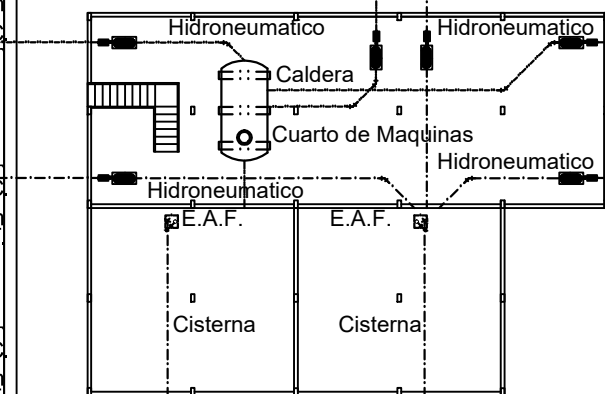 Hidroneumatico
Hidroneumatico
Caldera
Cuarto de Maquinas
Hidroneumatico
Hidroneumatico
E.A.F.
E.A.F.
Cisterna
Cisterna